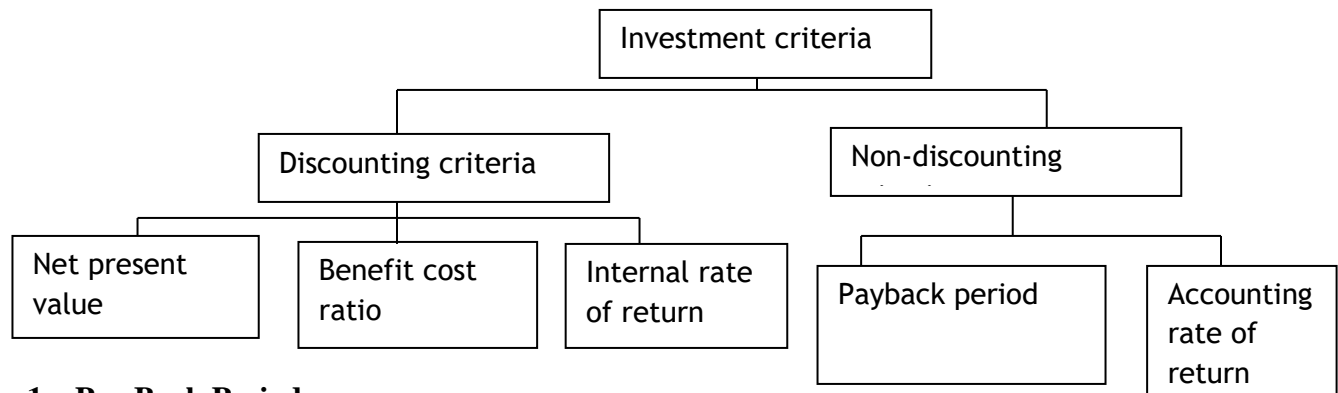 Investment criteria
Discounting criteria
Non-discounting
Net present
value
Benefit cost
ratio
Internal rate
of return
Payback period
Accounting
rate of
return